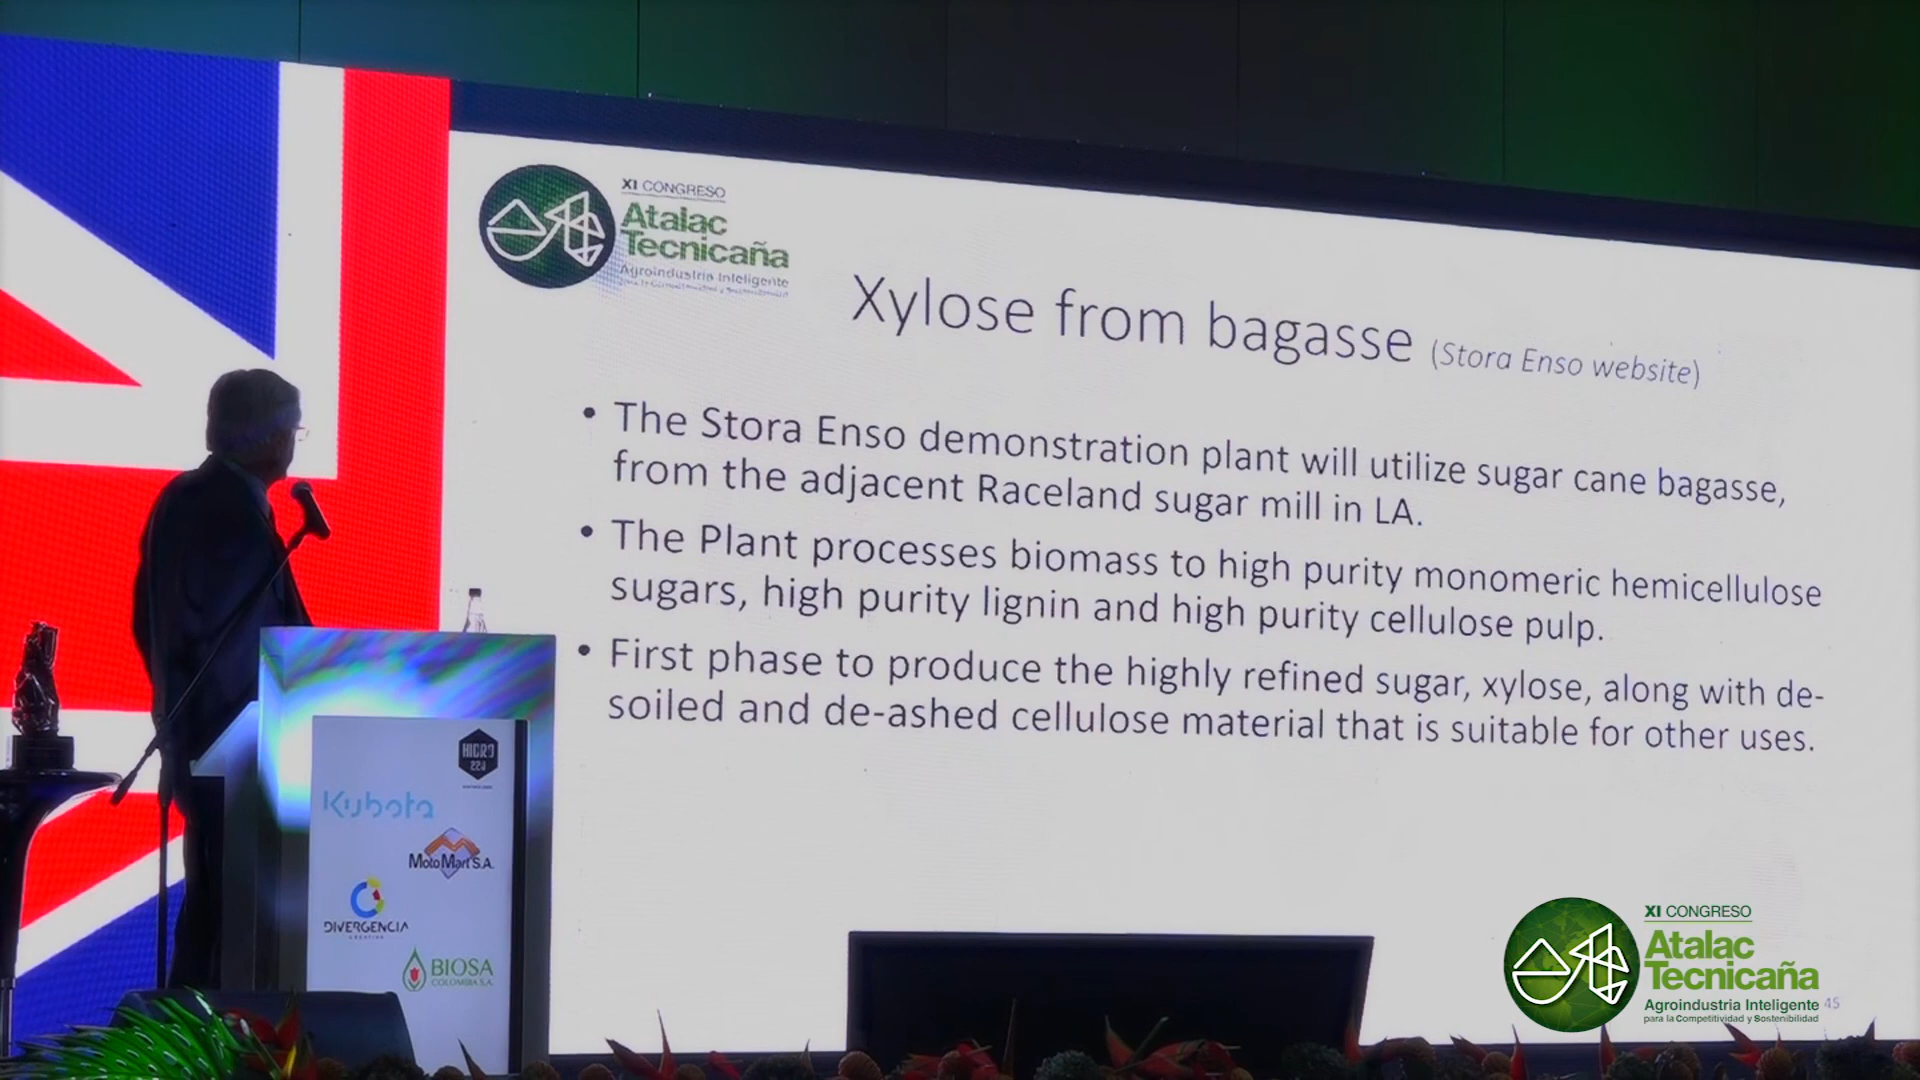 XI CONGRESO
Atalac
Tecnicaña
Agroindustria Inteligente
para la Competitividad y Sostenibilidad
Xylose from bagasse (Stora Enso website)
• The Stora Enso demonstration plant will utilize sugar cane bagasse,
from the adjacent Raceland sugar mill in LA.
• The Plant processes biomass to high purity monomeric hemicellulose
sugars, high purity lignin and high purity cellulose pulp.
• First phase to produce the highly refined sugar, xylose, along with de-
soiled and de-ashed cellulose material that is suitable for other uses.
Kubota
MotoMart S.A.
DIVERGENCIA
BIOSA
COLOMBIA S.A.
XI CONGRESO
Atalac
Tecnicaña
Agroindustria Inteligente
para la Competitividad y Sostenibilidad
45